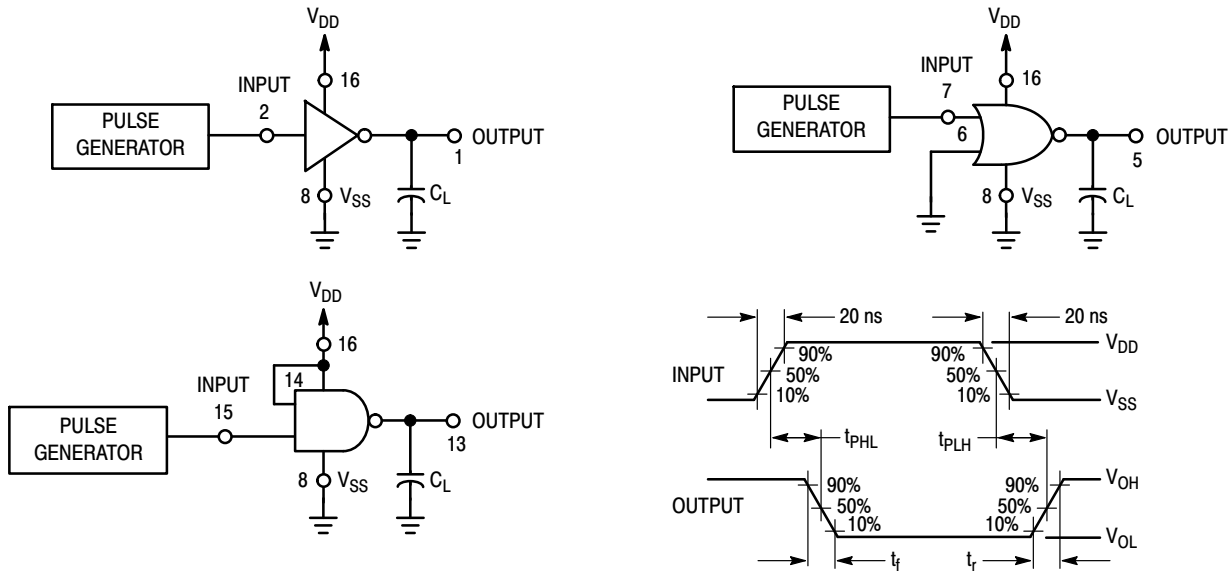 VDD
16
INPUT
2
PULSE
GENERATOR
OUTPUT
1
8
VSS
CL
VDD
16
INPUT
7
PULSE
GENERATOR
6
OUTPUT
5
8
VSS
CL
VDD
16
14
INPUT
15
PULSE
GENERATOR
OUTPUT
13
8
VSS
CL
20 ns
20 ns
INPUT
90%
50%
10%
90%
50%
10%
VDD
VSS
tPHL
tPLH
OUTPUT
90%
50%
10%
90%
50%
10%
VOH
VOL
tf
tr